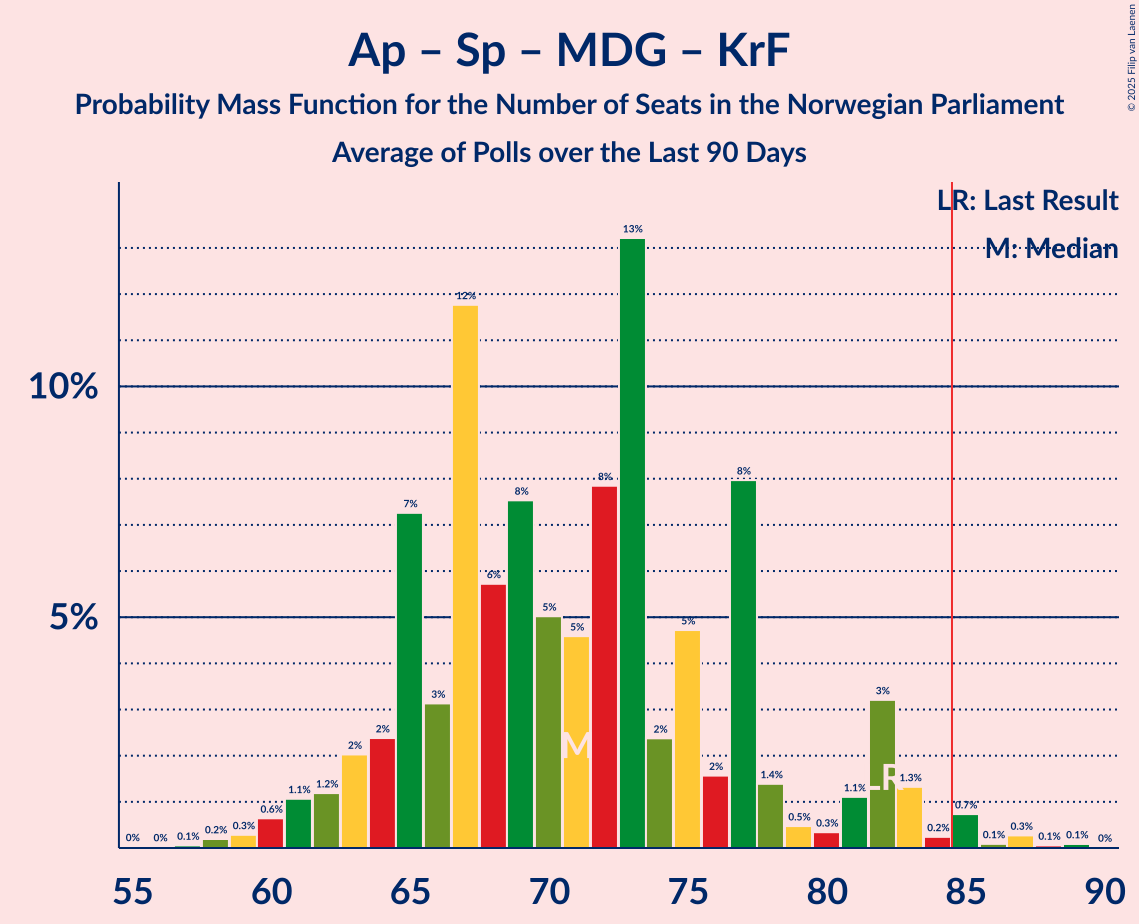 Ap – Sp – MDG – KrF
Probability Mass Function for the Number of Seats in the Norwegian Parliament
Average of Polls over the Last 90 Days
© 2025 Filip van Laenen
LR: Last Result
M: Median
10%
5%
0% 0% 0.1% 0.2% 0.3% 0.6% 1.1% 1.2% 2% 2% 7% 3% 12% 6% 8% 5% 5% 8% 13% 2% 5% 2% 8% 1.4% 0.5% 0.3% 1.1% 3% 1.3% 0.2% 0.7% 0.1% 0.3% 0.1% 0.1% 0%
M
LR
55 60 65 70 75 80 85 90